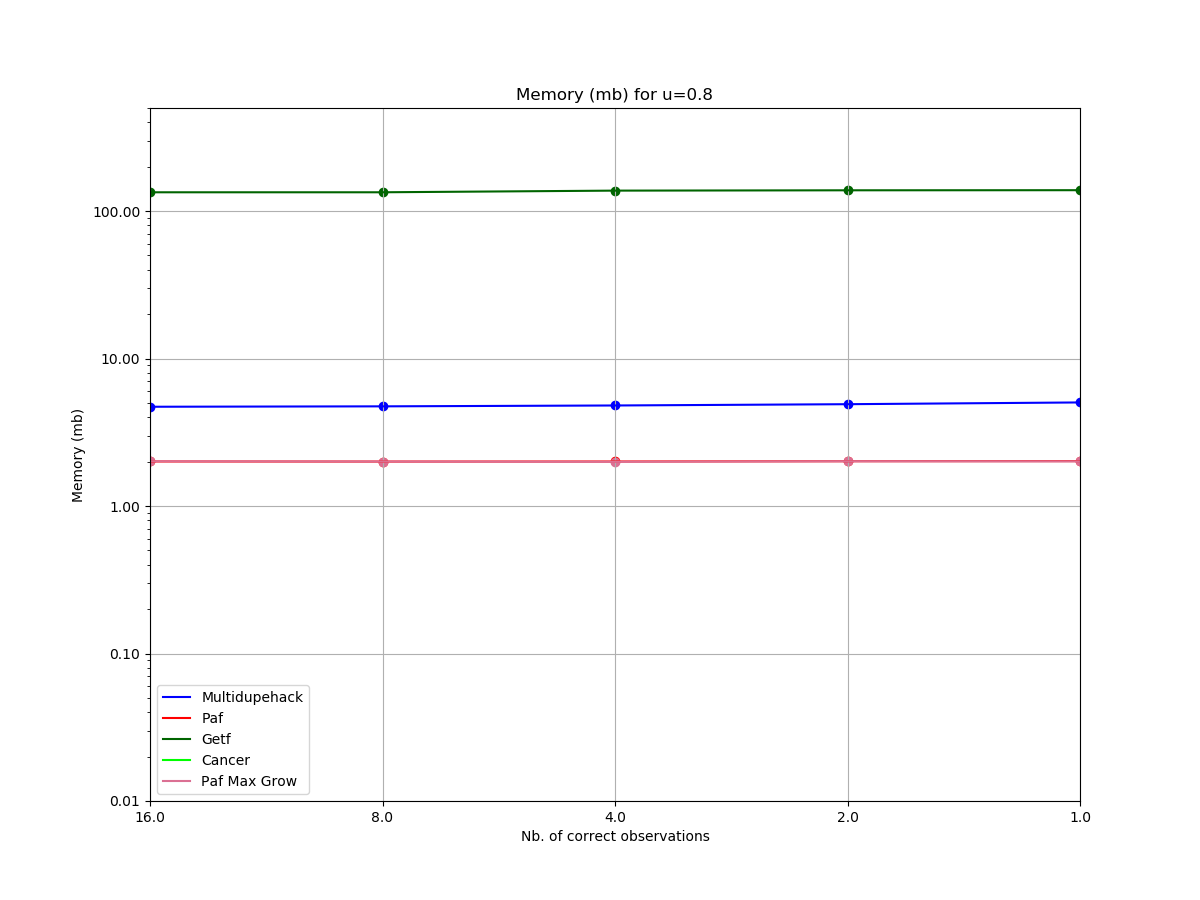 Memory (mb) for u=0.8
Memory (mb)
100.00
10.00
1.00
0.10
0.01
Multidupehack
Paf
Getf
Cancer
Paf Max Grow
16.0 8.0 4.0 2.0 1.0
Nb. of correct observations